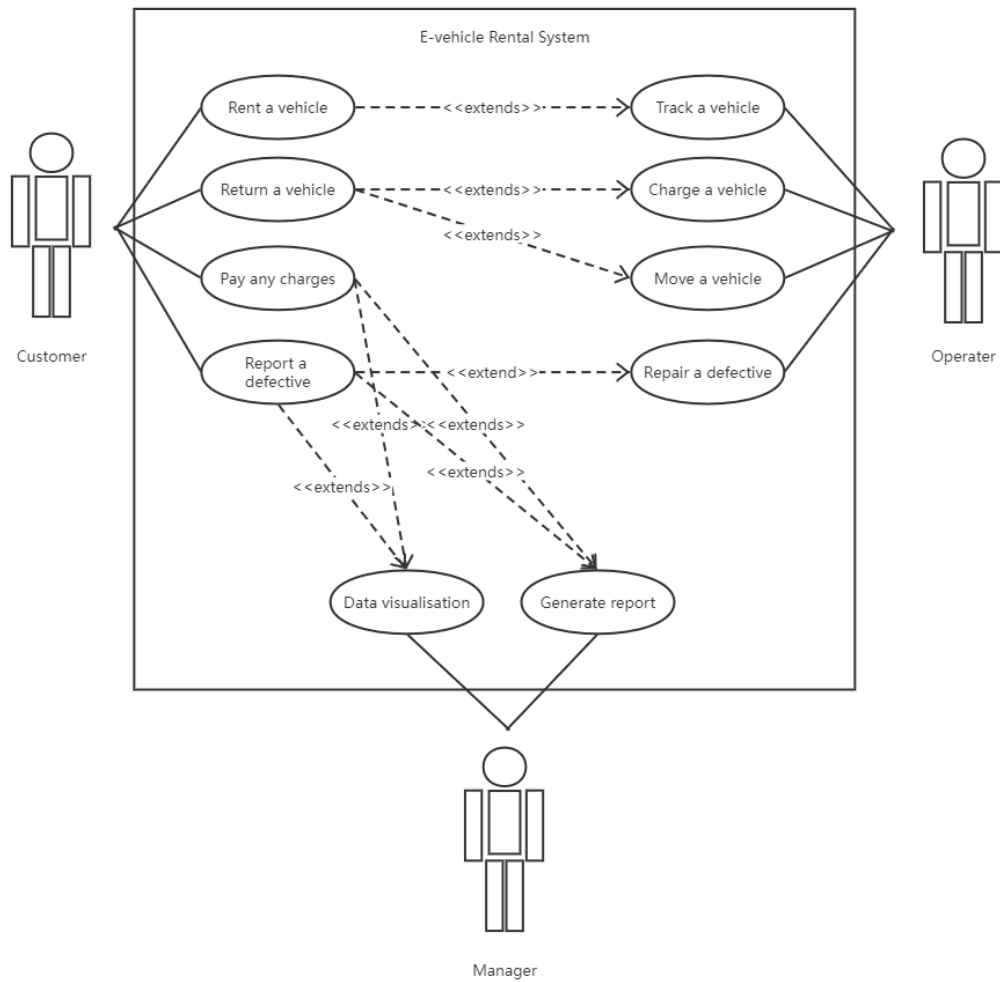 E-vehicle Rental System
Rent a vehicle
<<extends>>
Track a vehicle
Return a vehicle
<<extends>>
Charge a vehicle
<<extends>>
Pay any charges
Move a vehicle
Customer
Operater
Report a
defective
<<extend>>
Repair a defective
<<extends>>
<<extends>>
<<extends>>
<<extends>>
Data visualisation
Generate report
Manager